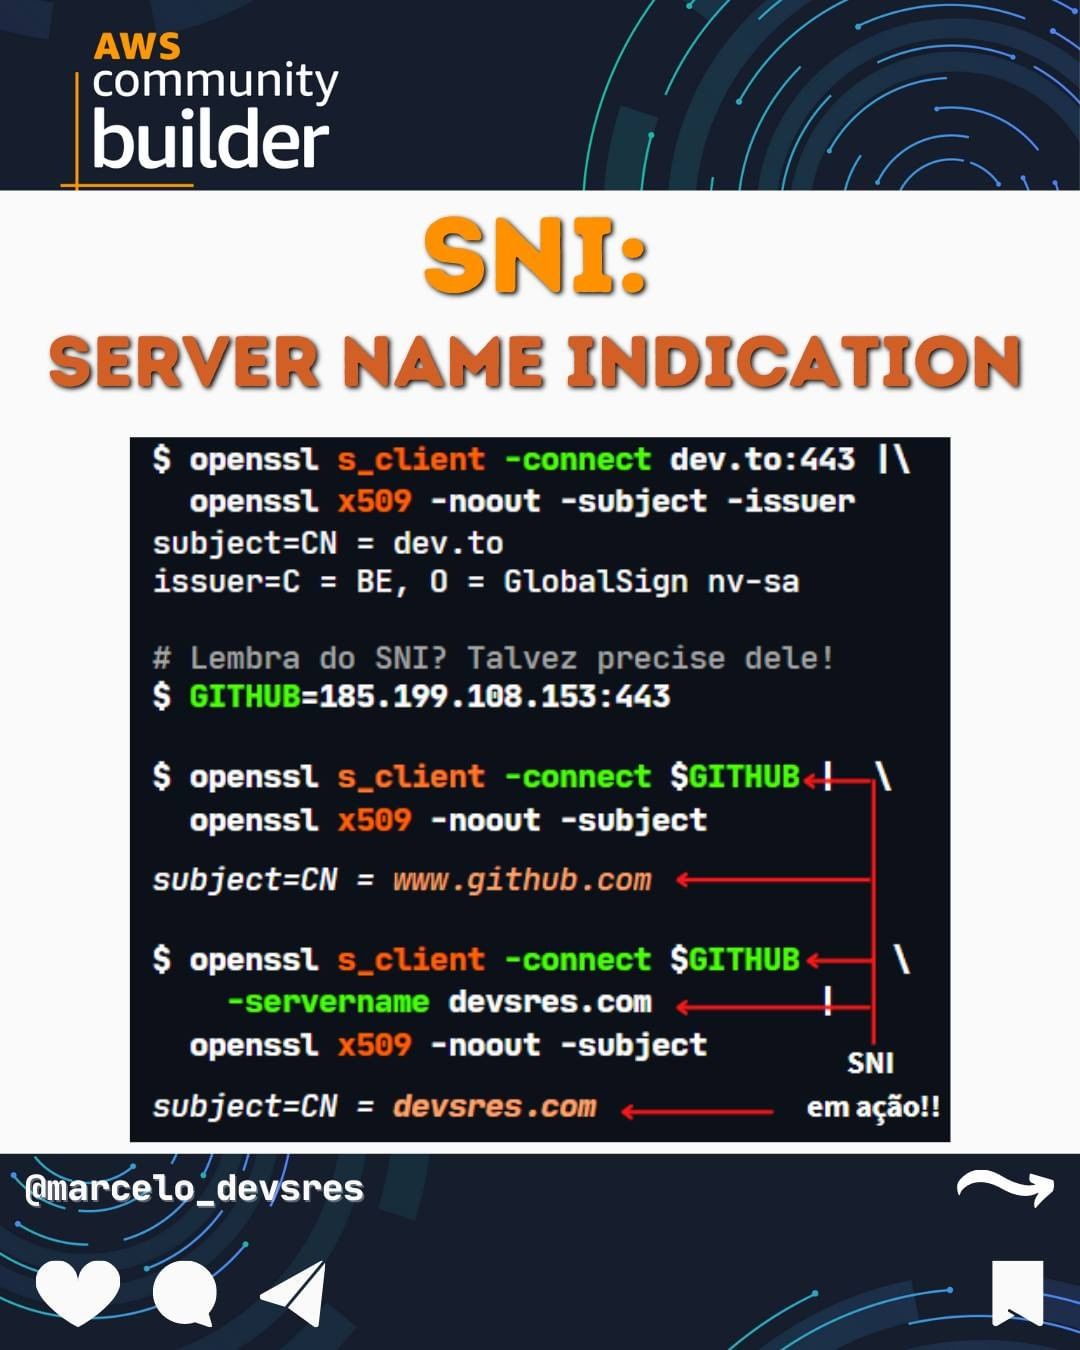 AWS
community
builder
SNI:
SERVER NAME INDICATION
$ openssl s_client -connect dev.to:443 |\
openssl x509 -noout -subject -issuer
subject=CN = dev.to
issuer=C = BE, O = GlobalSign nv-sa
# Lembra do SNI? Talvez precise dele!
$ GITHUB=185.199.108.153:443
$ openssl s_client -connect $GITHUB | \
openssl x509 -noout -subject
subject=CN = www.github.com
$ openssl s_client -connect $GITHUB \
-servername devsres.com |
openssl x509 -noout -subject
SNI
subject=CN = devsres.com
em ação!!
@marcelo_devsres